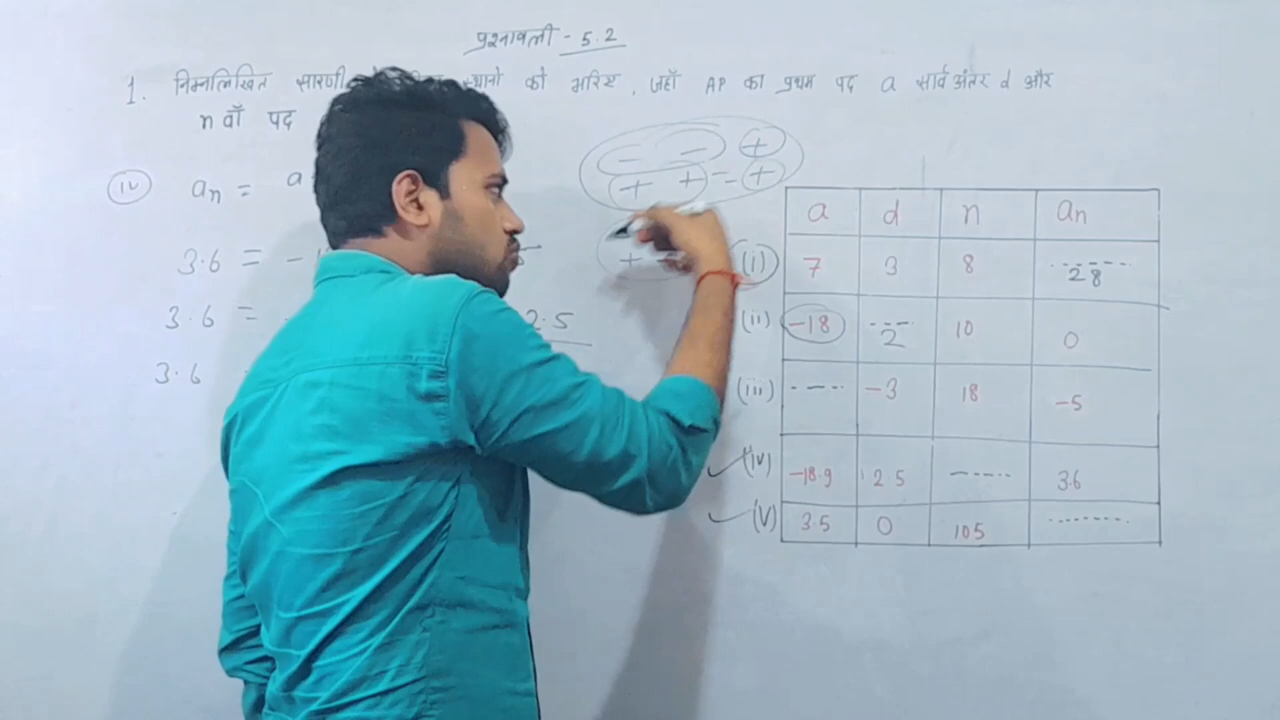 प्रश्नावली - 5.2
1. निम्नलिखित सारणी स्थानो को भरिए , जहाँ AP का प्रथम पद a सार्व अंतर d और
n वाँ पद
(iv) an = a
3.6 = -
3.6 = 2.5
3.6
- - +
+ + = +
+ -
a d n an
(i) 7 3 8 ....... 28
(ii) -18 ---- 2 10 0
(iii) ---- -3 18 -5
(iv) -18.9 2.5 ----- 3.6
(v) 3.5 0 105 ........